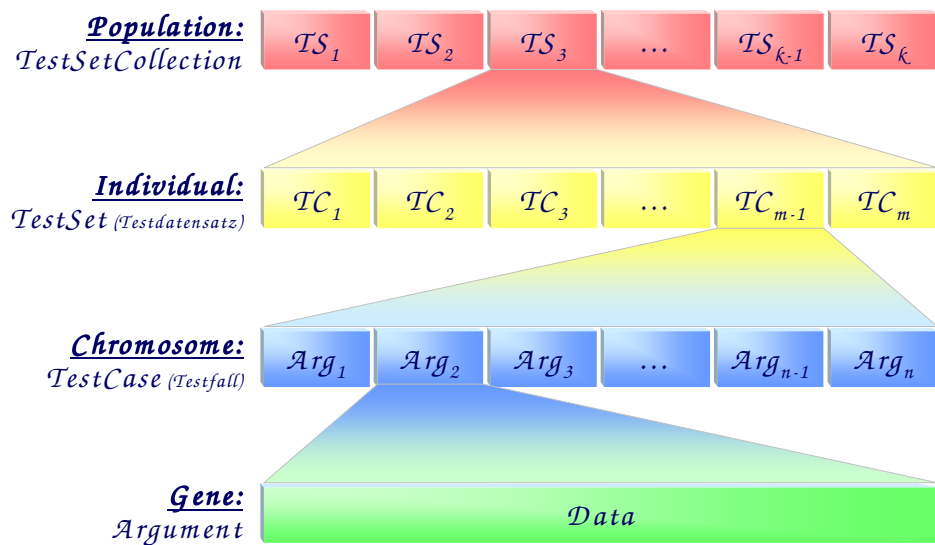 Population:
TestSetCollection
TS1 TS2 TS3 ... TSk-1 TSk
Individual:
TestSet (Testdatensatz)
TC1 TC2 TC3 ... TCm-1 TCm
Chromosome:
TestCase (Testfall)
Arg1 Arg2 Arg3 ... Argn-1 Argn
Gene:
Argument
Data